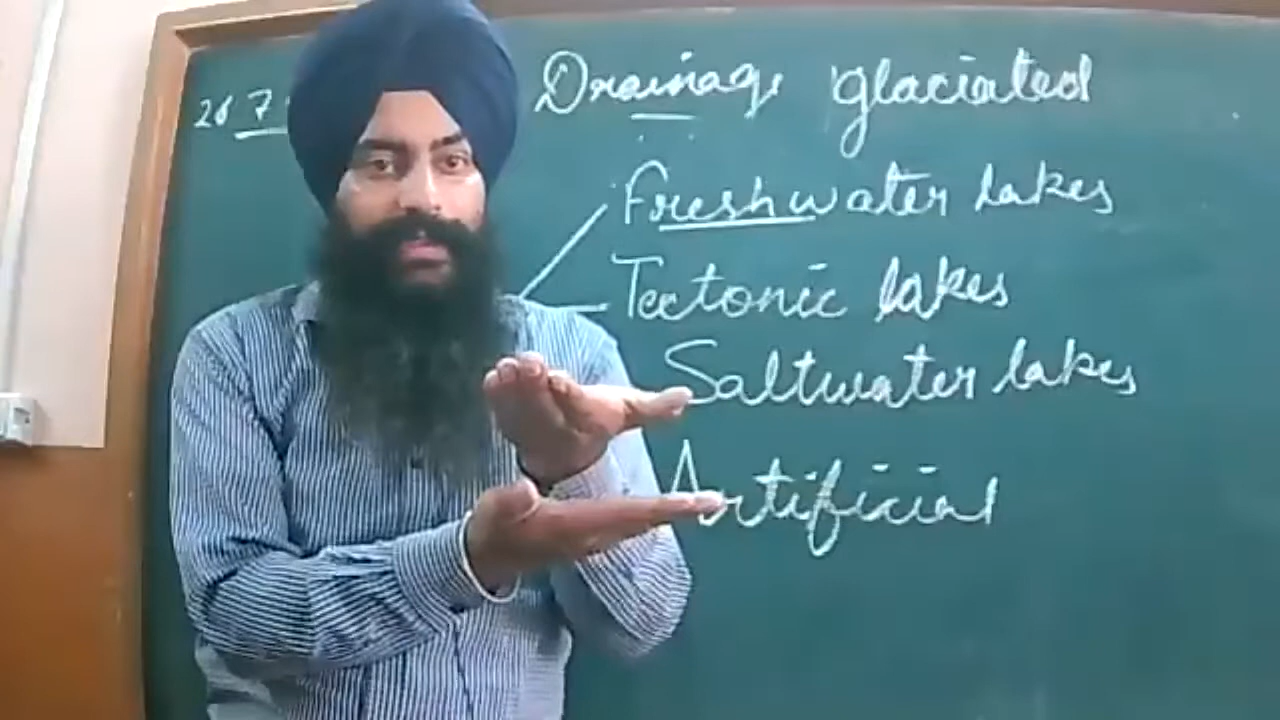 Drainage glaciated
Freshwater lakes
Tectonic lakes
Saltwater lakes
Artificial